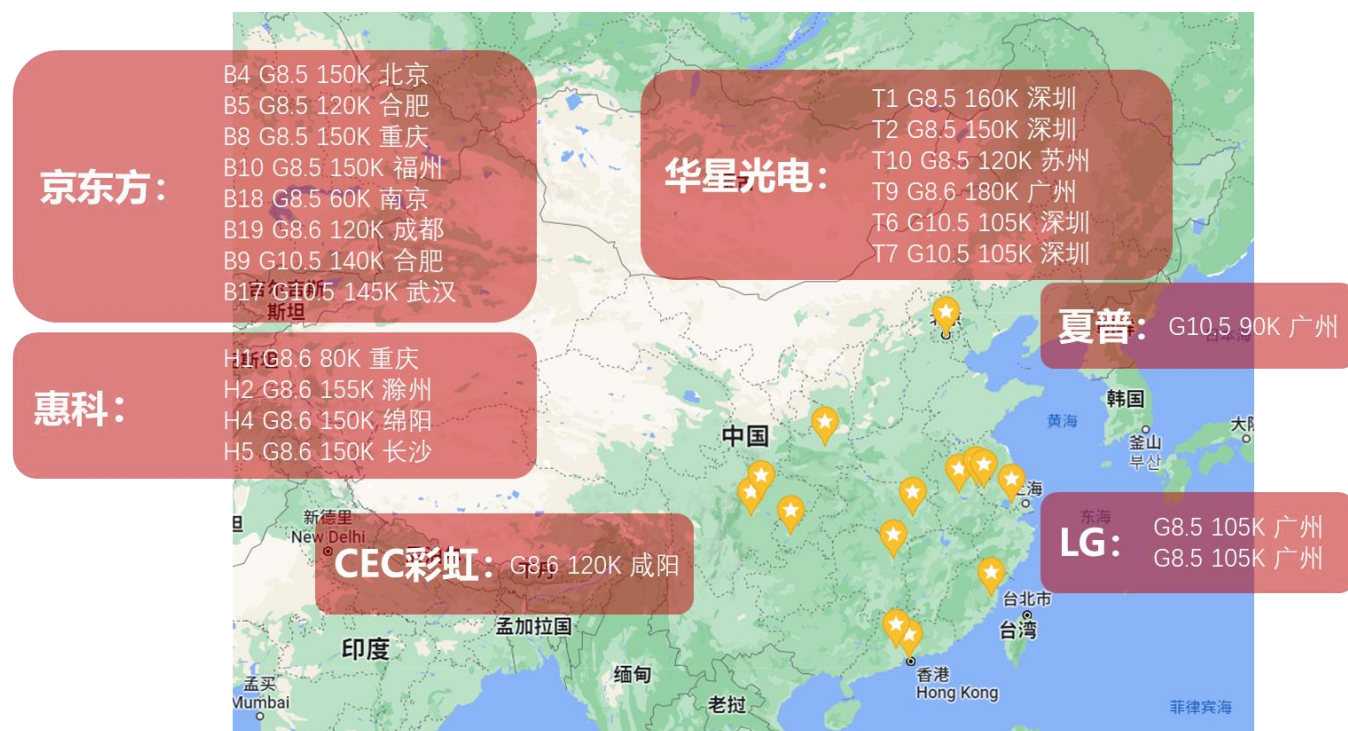 京东方：
B4 G8.5 150K 北京
B5 G8.5 120K 合肥
B8 G8.5 150K 重庆
B10 G8.5 150K 福州
B18 G8.5 60K 南京
B19 G8.6 120K 成都
B9 G10.5 140K 合肥
B17 G10.5 145K 武汉
斯坦
华星光电：
T1 G8.5 160K 深圳
T2 G8.5 150K 深圳
T10 G8.5 120K 苏州
T9 G8.6 180K 广州
T6 G10.5 105K 深圳
T7 G10.5 105K 深圳
惠科：
H1 G8.6 80K 重庆
H2 G8.6 155K 滁州
H4 G8.6 150K 绵阳
H5 G8.6 150K 长沙
夏普：
G10.5 90K 广州
日本海
韩国
黄海
釜山
부산
中国
上海
新德里
New Delhi
CEC彩虹：
G8.6 120K 咸阳
东海
LG：
G8.5 105K 广州
G8.5 105K 广州
台北市
台湾
孟加拉国
印度
缅甸
香港
Hong Kong
孟买
Mumbai
老挝
菲律宾海